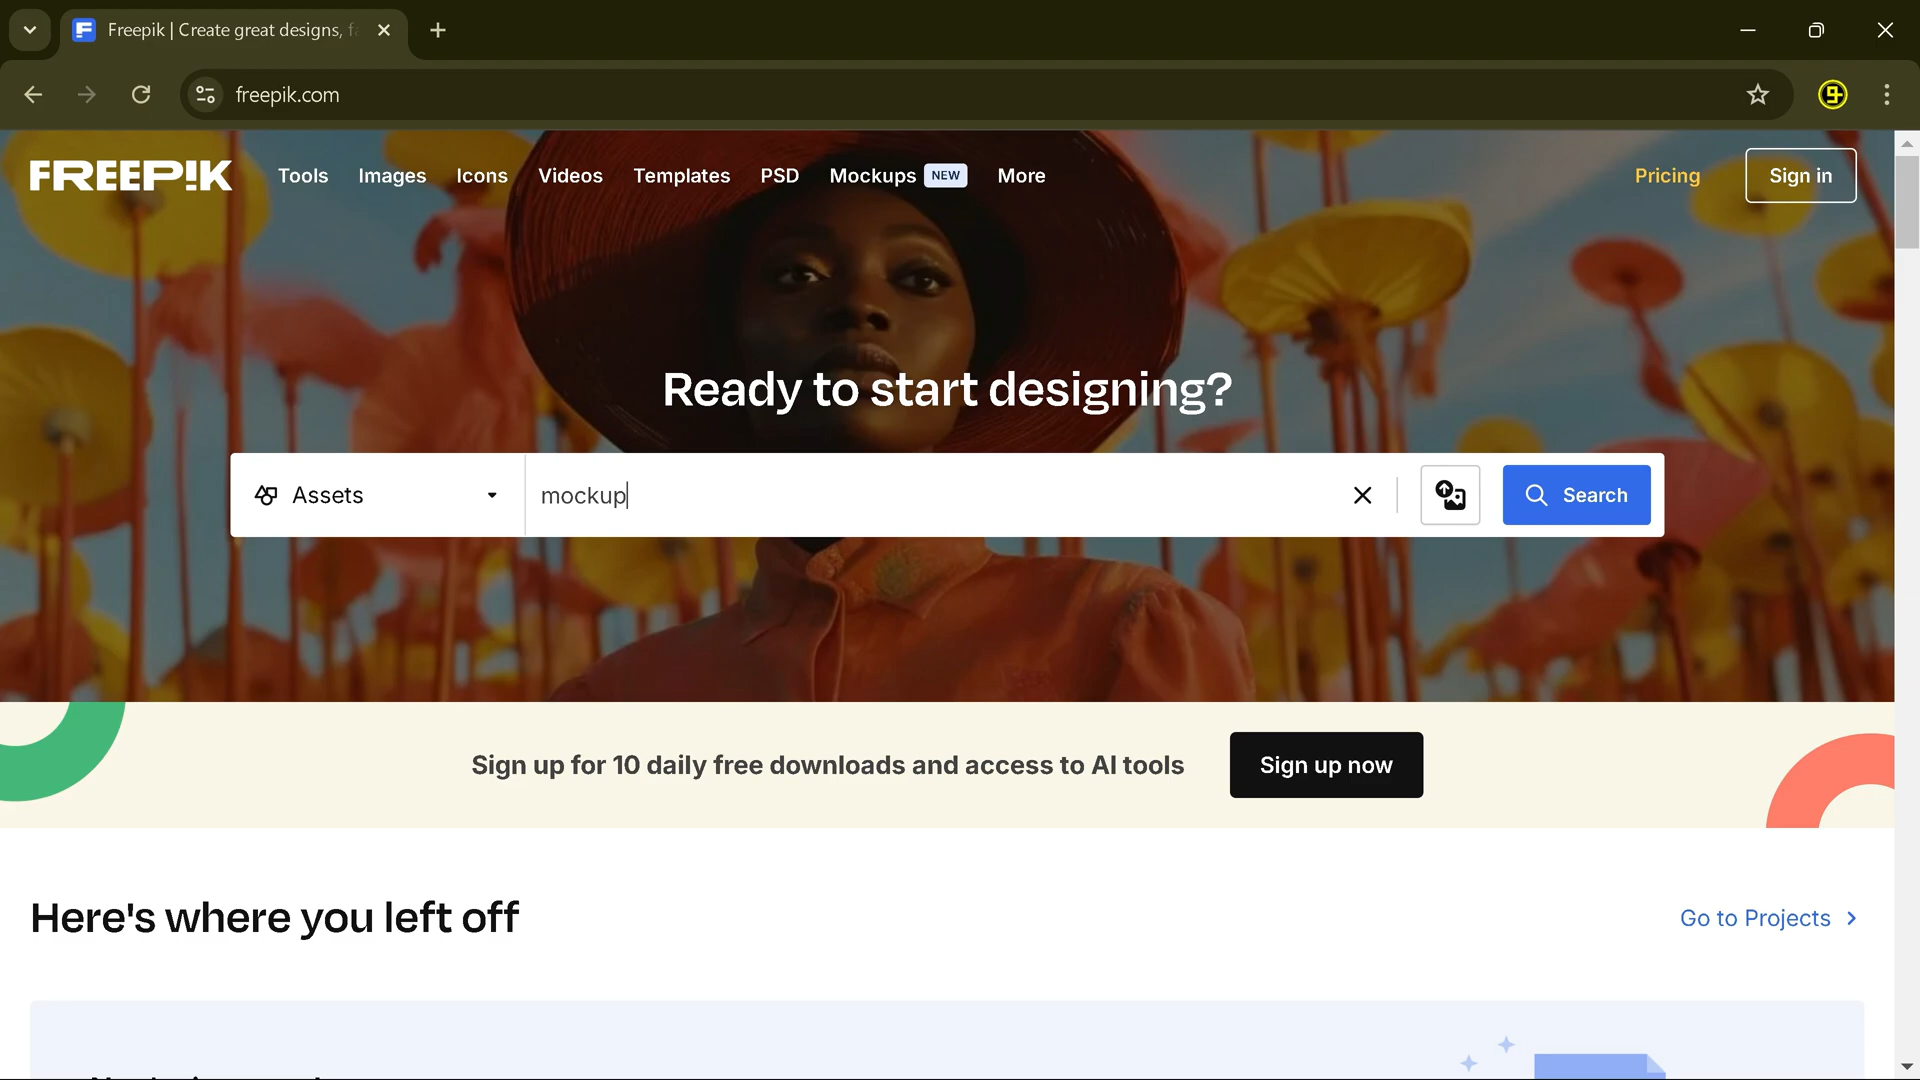 Freepik | Create great designs, fa
freepik.com
FREEPIK
Tools
Images
Icons
Videos
Templates
PSD
Mockups NEW
More
Pricing
Sign in
Ready to start designing?
Assets
mockup
Search
Sign up for 10 daily free downloads and access to AI tools
Sign up now
Here's where you left off
Go to Projects